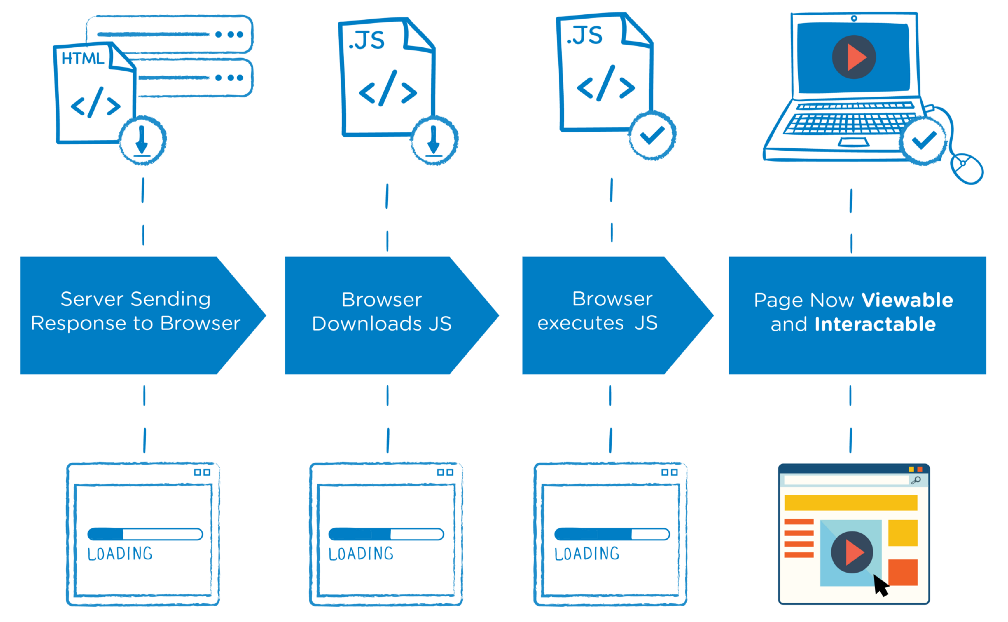 HTML
</>
.JS
</>
.JS
</>
Server Sending
Response to Browser
Browser
Downloads JS
Browser
executes JS
Page Now Viewable
and Interactable
LOADING
LOADING
LOADING